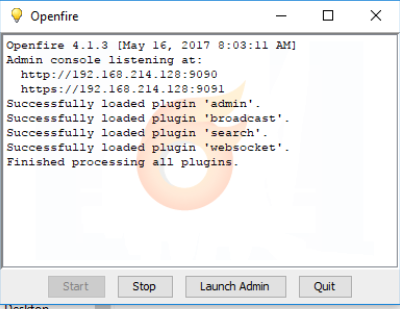 Openfire
Openfire 4.1.3 [May 16, 2017 8:03:11 AM]
Admin console listening at:
http://192.168.214.128:9090
https://192.168.214.128:9091
Successfully loaded plugin 'admin'.
Successfully loaded plugin 'broadcast'.
Successfully loaded plugin 'search'.
Successfully loaded plugin 'websocket'.
Finished processing all plugins.
Start Stop Launch Admin Quit
Desktop